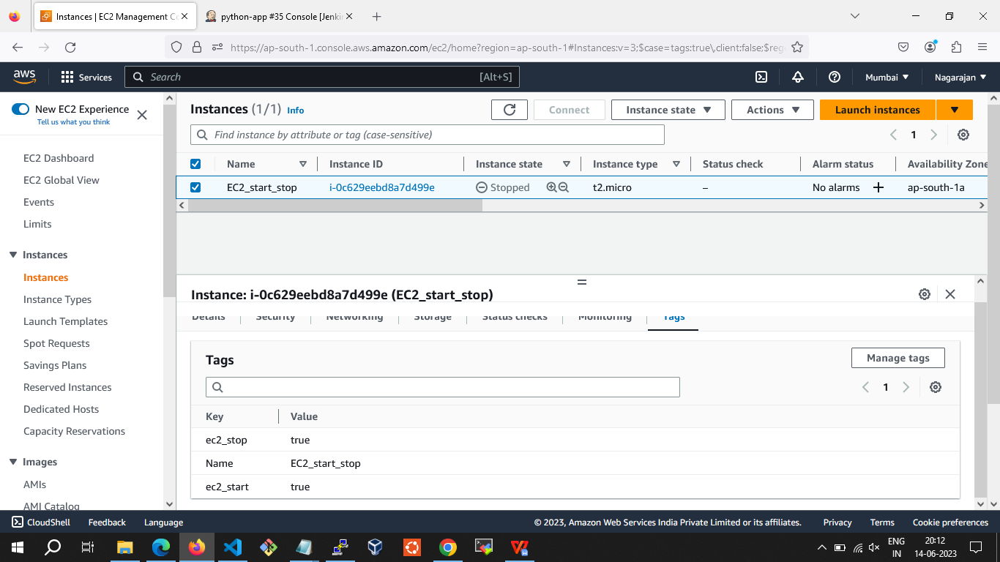 Instances | EC2 Management Co
python-app #35 Console [Jenki
https://ap-south-1.console.aws.amazon.com/ec2/home?region=ap-south-1#Instances:v=3;$case=tags:true\,client:false;$reg
aws
Services
Search
[Alt+S]
Mumbai
Nagarajan
New EC2 Experience
Tell us what you think
EC2 Dashboard
EC2 Global View
Events
Limits
Instances
Instances
Instance Types
Launch Templates
Spot Requests
Savings Plans
Reserved Instances
Dedicated Hosts
Capacity Reservations
Images
AMIs
AMI Catalog
Instances (1/1) Info
Connect
Instance state
Actions
Launch instances
Find instance by attribute or tag (case-sensitive)
1
Name Instance ID Instance state Instance type Status check Alarm status Availability Zone
EC2_start_stop i-0c629eebd8a7d499e Stopped t2.micro – No alarms ap-south-1a
Instance: i-0c629eebd8a7d499e (EC2_start_stop)
Details Security Networking Storage Status checks Monitoring Tags
Tags
Manage tags
1
Key Value
ec2_stop true
Name EC2_start_stop
ec2_start true
CloudShell Feedback Language © 2023, Amazon Web Services India Private Limited or its affiliates. Privacy Terms Cookie preferences
ENG
IN
20:12
14-06-2023